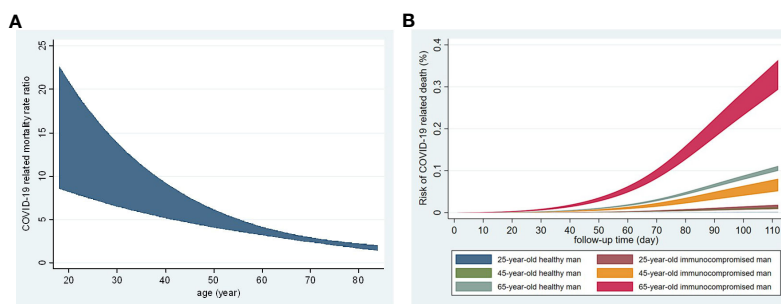 A
COVID-19 related mortality rate ratio
25
20
15
10
5
0
20 30 40 50 60 70 80
age (year)
B
Risk of COVID-19 related death (%)
0.4
0.3
0.2
0.1
0
0 10 20 30 40 50 60 70 80 90 100 110
follow-up time (day)
25-year-old healthy man 25-year-old immunocompromised man
45-year-old healthy man 45-year-old immunocompromised man
65-year-old healthy man 65-year-old immunocompromised man